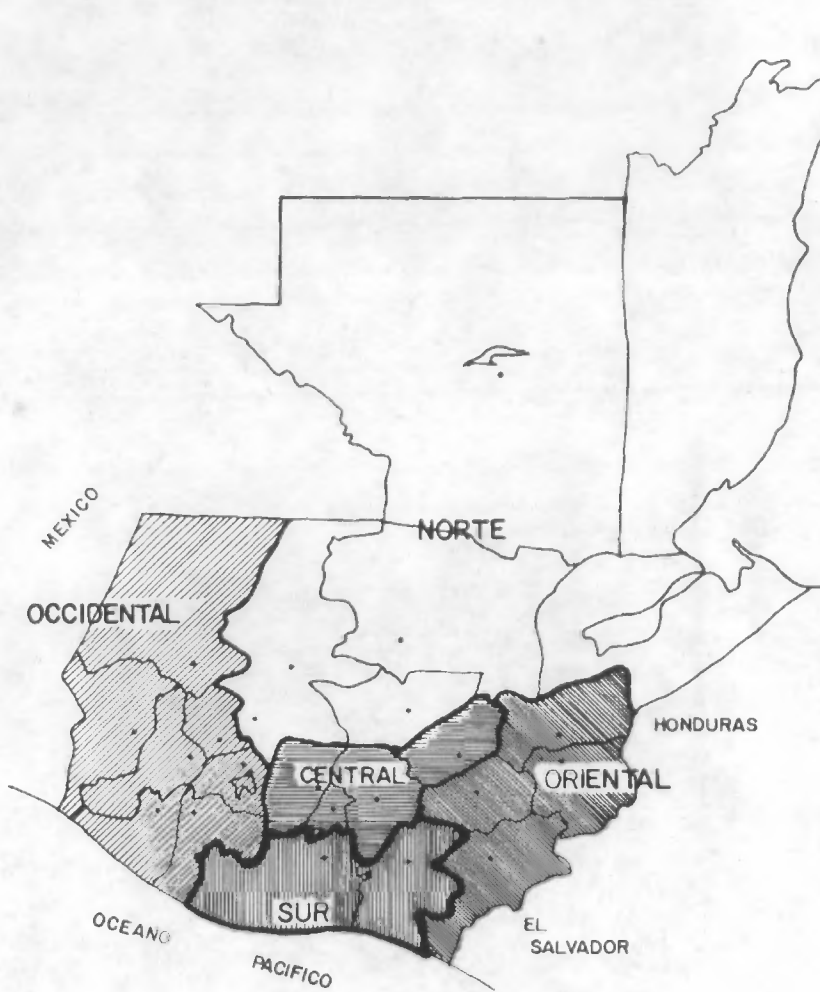 MEXICO
NORTE
OCCIDENTAL
HONDURAS
CENTRAL
ORIENTAL
SUR
OCEANO
EL
SALVADOR
PACIFICO